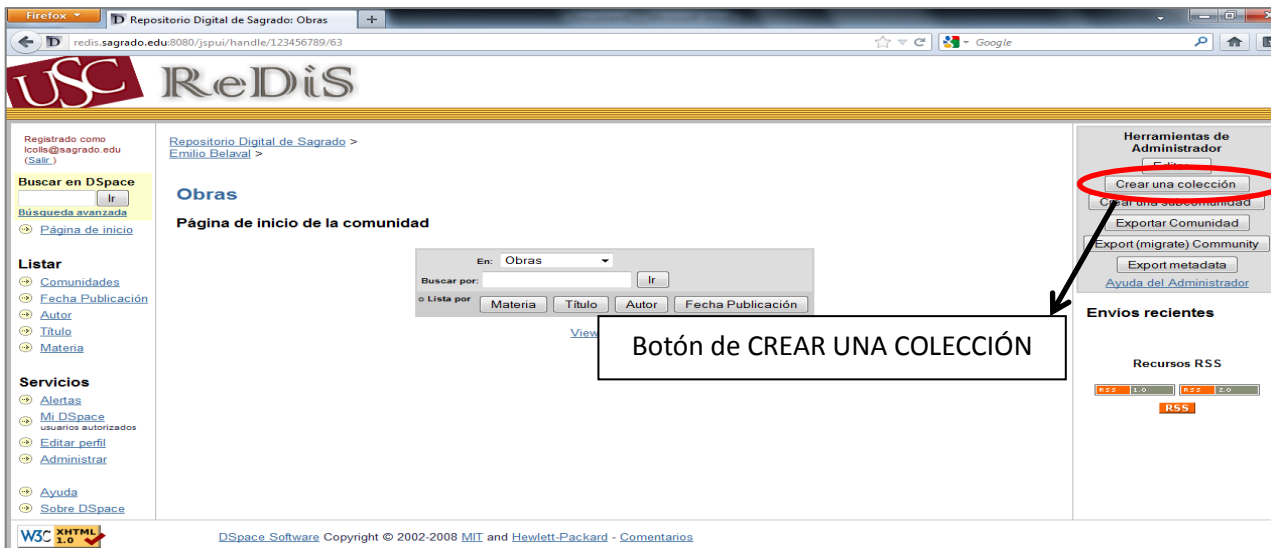 Firefox
Repositorio Digital de Sagrado: Obras
redis.sagrado.edu:8080/jspui/handle/123456789/63
Google
USC ReDiS
Registrado como
lcolls@sagrado.edu
(Salir)
Buscar en DSpace
Ir
Búsqueda avanzada
Página de inicio
Listar
Comunidades
Fecha Publicación
Autor
Título
Materia
Servicios
Alertas
Mi DSpace
usuarios autorizados
Editar perfil
Administrar
Ayuda
Sobre DSpace
Repositorio Digital de Sagrado >
Emilio Belaval >
Obras
Página de inicio de la comunidad
En: Obras
Buscar por: Ir
o Lista por Materia Título Autor Fecha Publicación
View
Botón de CREAR UNA COLECCIÓN
Herramientas de
Administrador
Editar...
Crear una colección
Crear una subcomunidad
Exportar Comunidad
Export (migrate) Community
Export metadata
Ayuda del Administrador
Envíos recientes
Recursos RSS
RSS 1.0 RSS 2.0
RSS
W3C XHTML 1.0
DSpace Software Copyright © 2002-2008 MIT and Hewlett-Packard - Comentarios